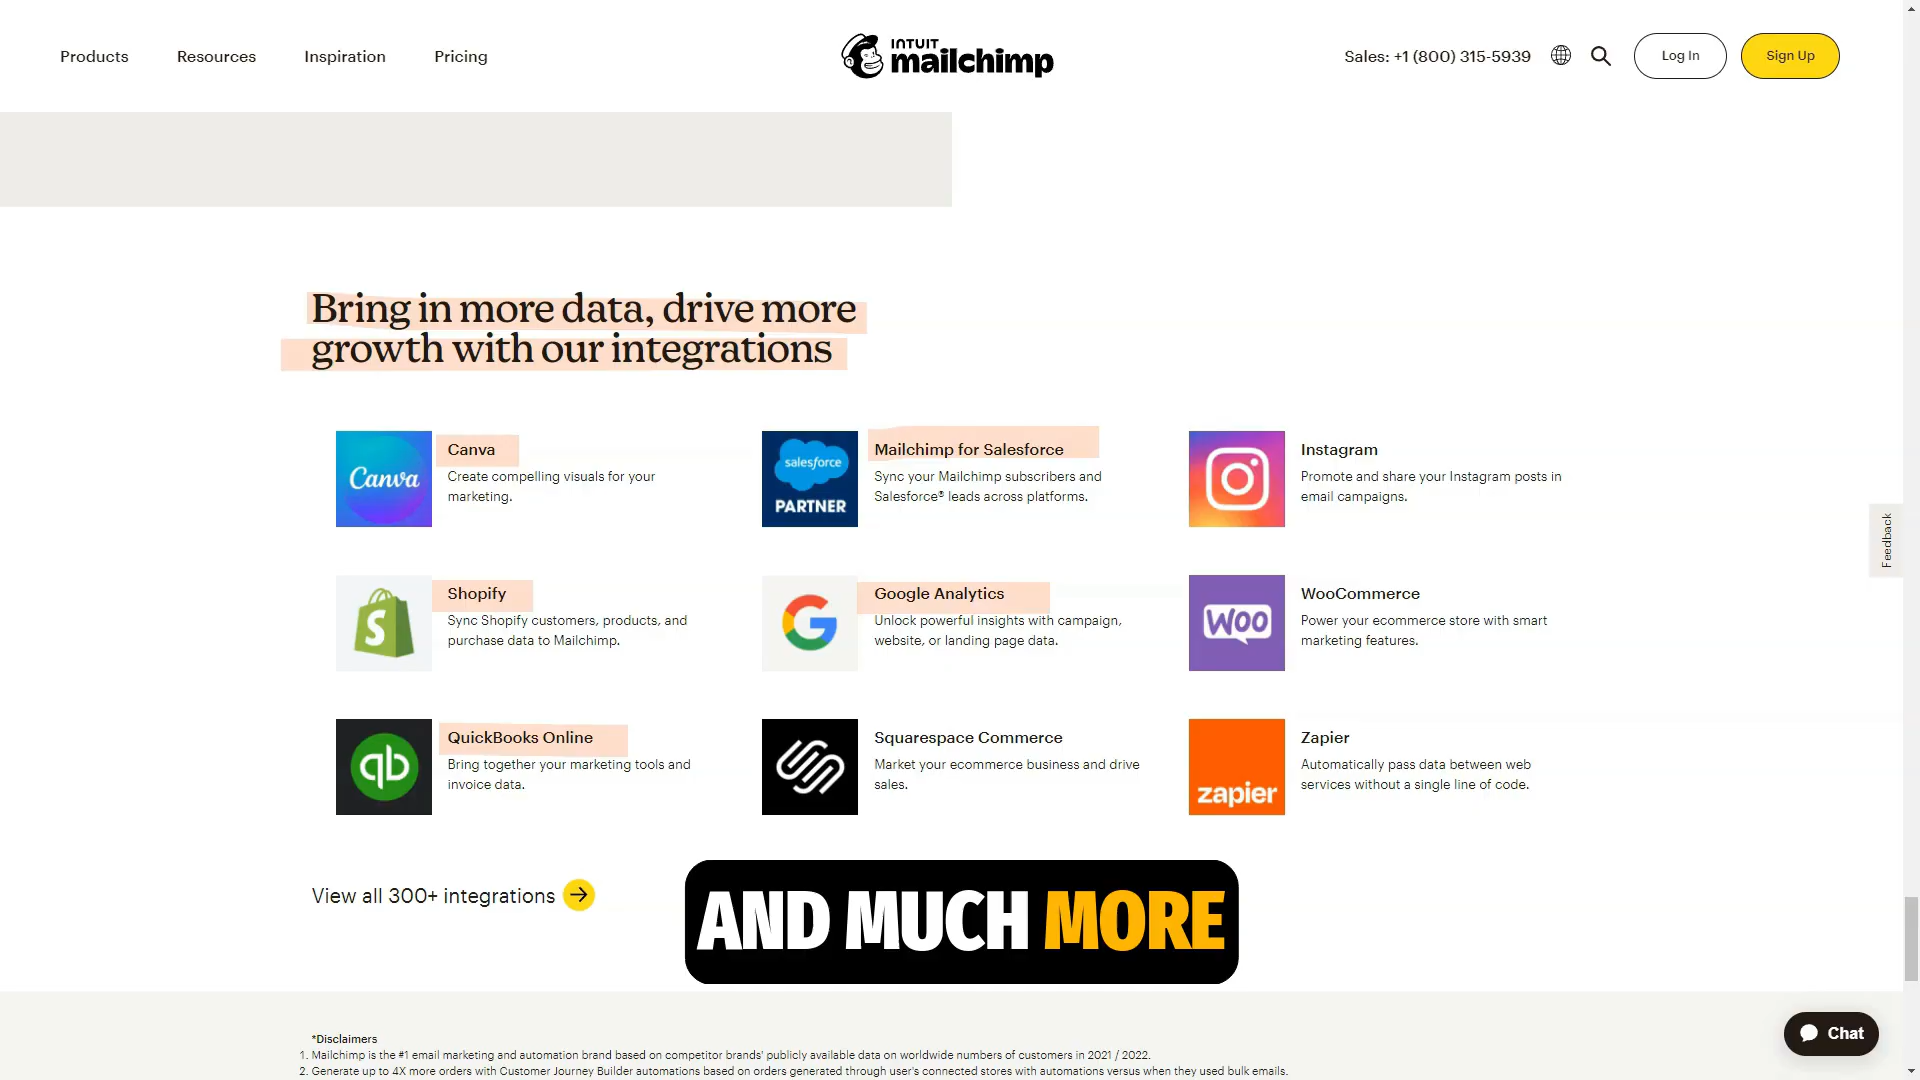 Products
Resources
Inspiration
Pricing
INTUIT
mailchimp
Sales: +1 (800) 315-5939
Log In
Sign Up
Bring in more data, drive more
growth with our integrations
Canva
Canva
Create compelling visuals for your
marketing.
salesforce
PARTNER
Mailchimp for Salesforce
Sync your Mailchimp subscribers and
Salesforce® leads across platforms.
Instagram
Promote and share your Instagram posts in
email campaigns.
Feedback
S
Shopify
Sync Shopify customers, products, and
purchase data to Mailchimp.
G
Google Analytics
Unlock powerful insights with campaign,
website, or landing page data.
WOO
WooCommerce
Power your ecommerce store with smart
marketing features.
qb
QuickBooks Online
Bring together your marketing tools and
invoice data.
Squarespace Commerce
Market your ecommerce business and drive
sales.
zapier
Zapier
Automatically pass data between web
services without a single line of code.
View all 300+ integrations
AND MUCH MORE
*Disclaimers
1. Mailchimp is the #1 email marketing and automation brand based on competitor brands' publicly available data on worldwide numbers of customers in 2021 / 2022.
2. Generate up to 4X more orders with Customer Journey Builder automations based on orders generated through user's connected stores with automations versus when they used bulk emails.
Chat